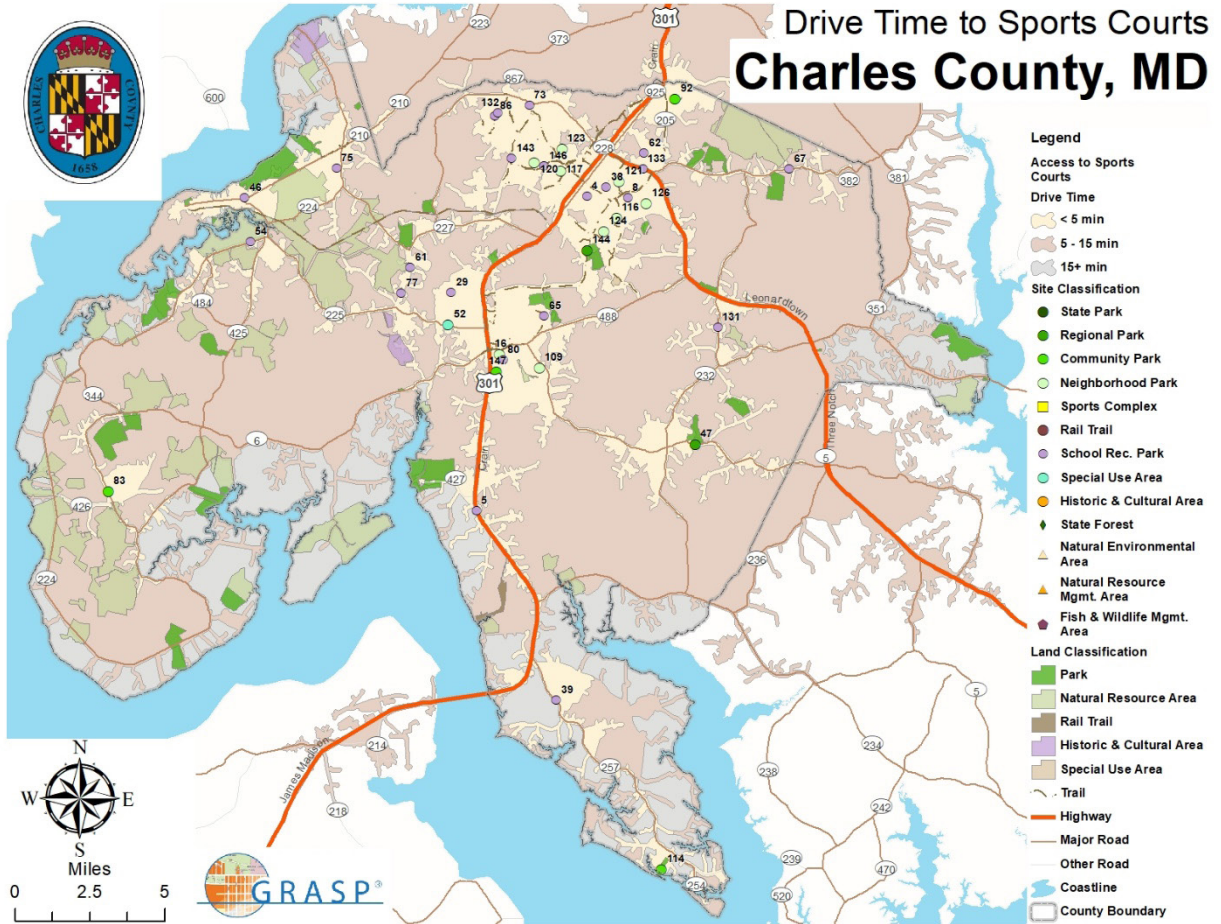 Drive Time to Sports Courts
Charles County, MD
CHARLES COUNTY
1658
Legend
Access to Sports
Courts
Drive Time
< 5 min
5 - 15 min
15+ min
Site Classification
State Park
Regional Park
Community Park
Neighborhood Park
Sports Complex
Rail Trail
School Rec. Park
Special Use Area
Historic & Cultural Area
State Forest
Natural Environmental
Area
Natural Resource
Mgmt. Area
Fish & Wildlife Mgmt.
Area
Land Classification
Park
Natural Resource Area
Rail Trail
Historic & Cultural Area
Special Use Area
Trail
Highway
Major Road
Other Road
Coastline
County Boundary
301
223
373
Crain
600
210
867
73
925
92
132
86
205
210
123
228
62
75
143
146
133
67
382
381
120
117
38
121
46
4
8
126
224
116
124
54
227
144
61
77
29
484
225
52
65
488
Leonardtown
351
425
131
16
80
109
147
301
232
344
6
47
Three Notch
5
83
426
427
Crain
5
224
236
39
5
James Madison
214
234
257
238
218
242
114
254
239
470
520
N
W
E
S
Miles
0
2.5
5
GRASP®